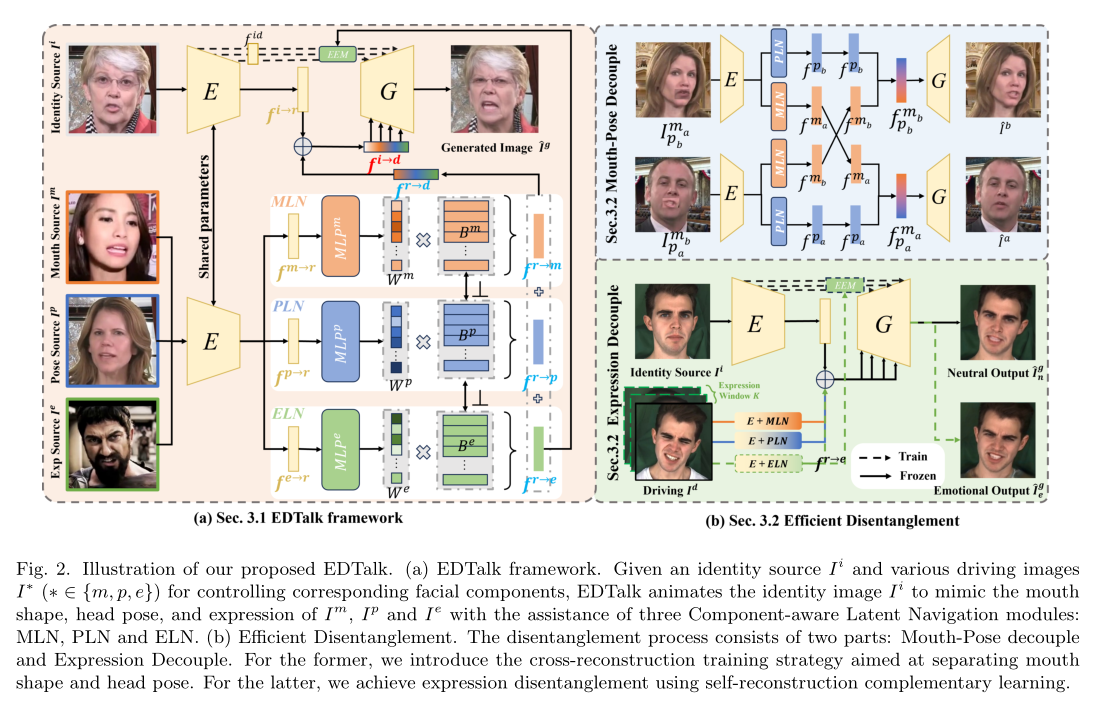 Identity Source I^i
Mouth Source I^m
Pose Source I^p
Exp Source I^e
Shared parameters
E
f^{id}
EEM
f^{i→r}
G
f^{i→d}
Generated Image Î^g
f^{r→d}
E
MLN
f^{m→r}
MLP^m
W^m
B^m
f^{r→m}
PLN
f^{p→r}
MLP^p
W^p
B^p
f^{r→p}
ELN
f^{e→r}
MLP^e
W^e
B^e
f^{r→e}
(a) Sec. 3.1 EDTalk framework
Sec.3.2 Mouth-Pose Decouple
I^{m_a}_{p_b}
E
PLN
f^{p_b}
f^{p_b}
MLN
f^{m_a}
f^{m_b}
f^{m_b}_{p_b}
G
Î^b
I^{m_b}_{p_a}
E
MLN
f^{m_b}
f^{m_a}
PLN
f^{p_a}
f^{p_a}
f^{m_a}_{p_a}
G
Î^a
Sec.3.2 Expression Decouple
Identity Source I^i
E
EEM
G
Neutral Output Î^g_n
Expression
Window K
E + MLN
E + PLN
E + ELN
f^{r→e}
Driving I^d
Train
Frozen
Emotional Output Î^g_e
(b) Sec. 3.2 Efficient Disentanglement
Fig. 2. Illustration of our proposed EDTalk. (a) EDTalk framework. Given an identity source I^i and various driving images
I^* (* ∈ {m, p, e}) for controlling corresponding facial components, EDTalk animates the identity image I^i to mimic the mouth
shape, head pose, and expression of I^m, I^p and I^e with the assistance of three Component-aware Latent Navigation modules:
MLN, PLN and ELN. (b) Efficient Disentanglement. The disentanglement process consists of two parts: Mouth-Pose decouple
and Expression Decouple. For the former, we introduce the cross-reconstruction training strategy aimed at separating mouth
shape and head pose. For the latter, we achieve expression disentanglement using self-reconstruction complementary learning.